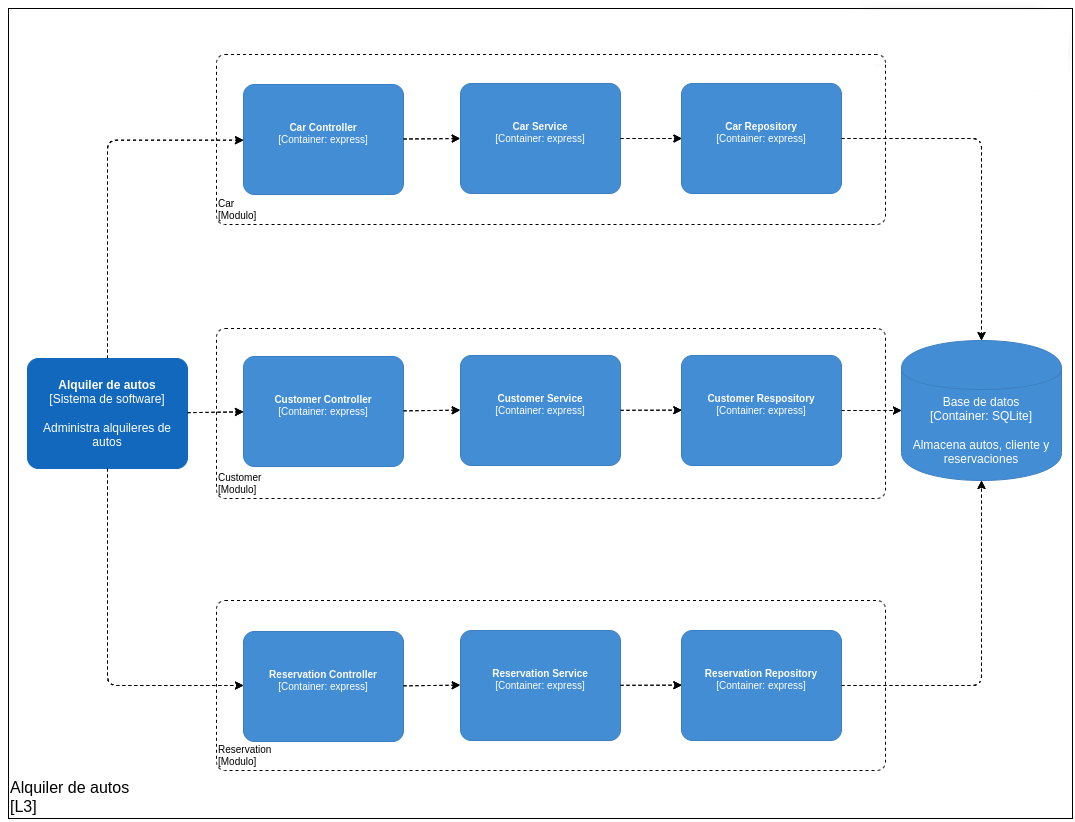 Car Controller
[Container: express]
Car Service
[Container: express]
Car Repository
[Container: express]
Car
[Modulo]
Alquiler de autos
[Sistema de software]
Administra alquileres de
autos
Customer Controller
[Container: express]
Customer Service
[Container: express]
Customer Respository
[Container: express]
Customer
[Modulo]
Base de datos
[Container: SQLite]
Almacena autos, cliente y
reservaciones
Reservation Controller
[Container: express]
Reservation Service
[Container: express]
Reservation Repository
[Container: express]
Reservation
[Modulo]
Alquiler de autos
[L3]